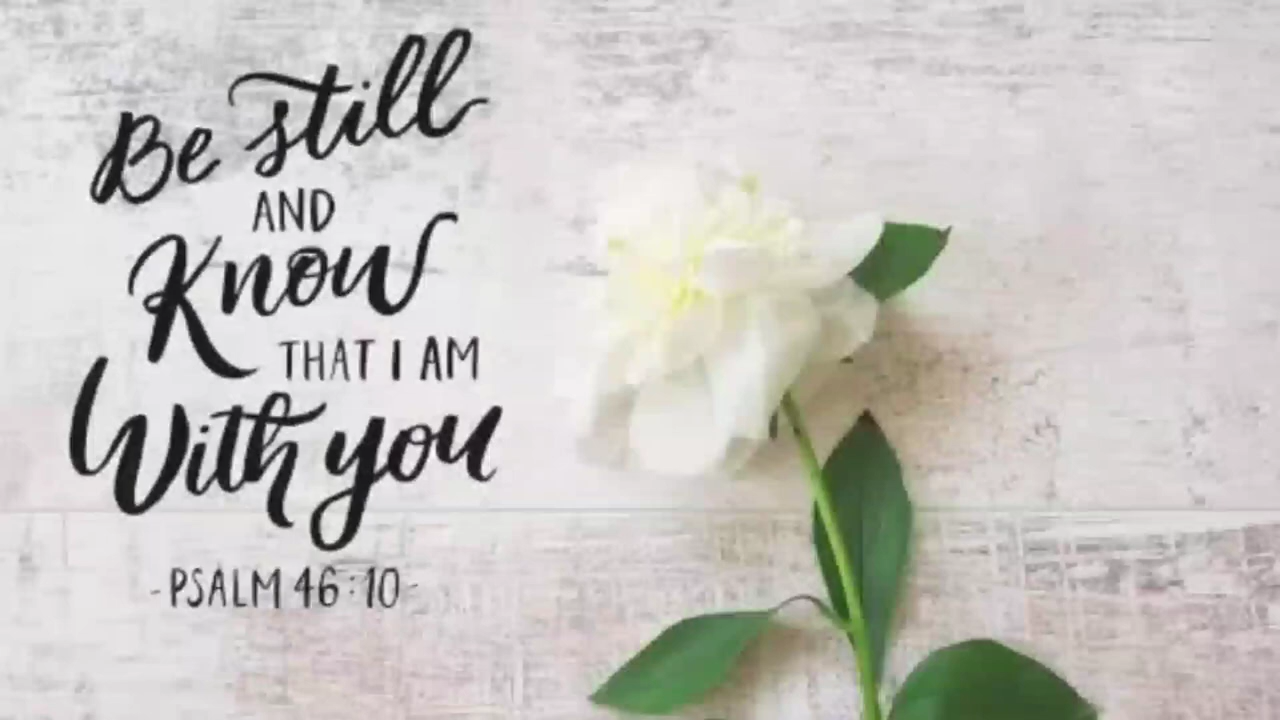 Be still
AND
Know
THAT I AM
With you
-PSALM 46:10-